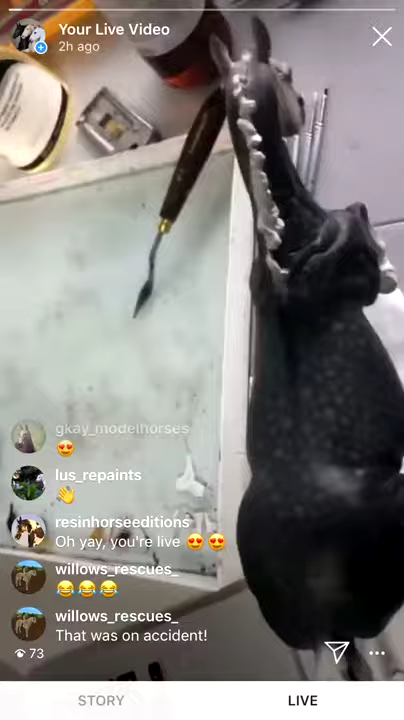 Your Live Video
2h ago
gkay_modelhorses
😍
lus_repaints
👋
resinhorseeditions
Oh yay, you're live 😍😍
willows_rescues_
😂😂😂
willows_rescues_
That was on accident!
73
STORY
LIVE